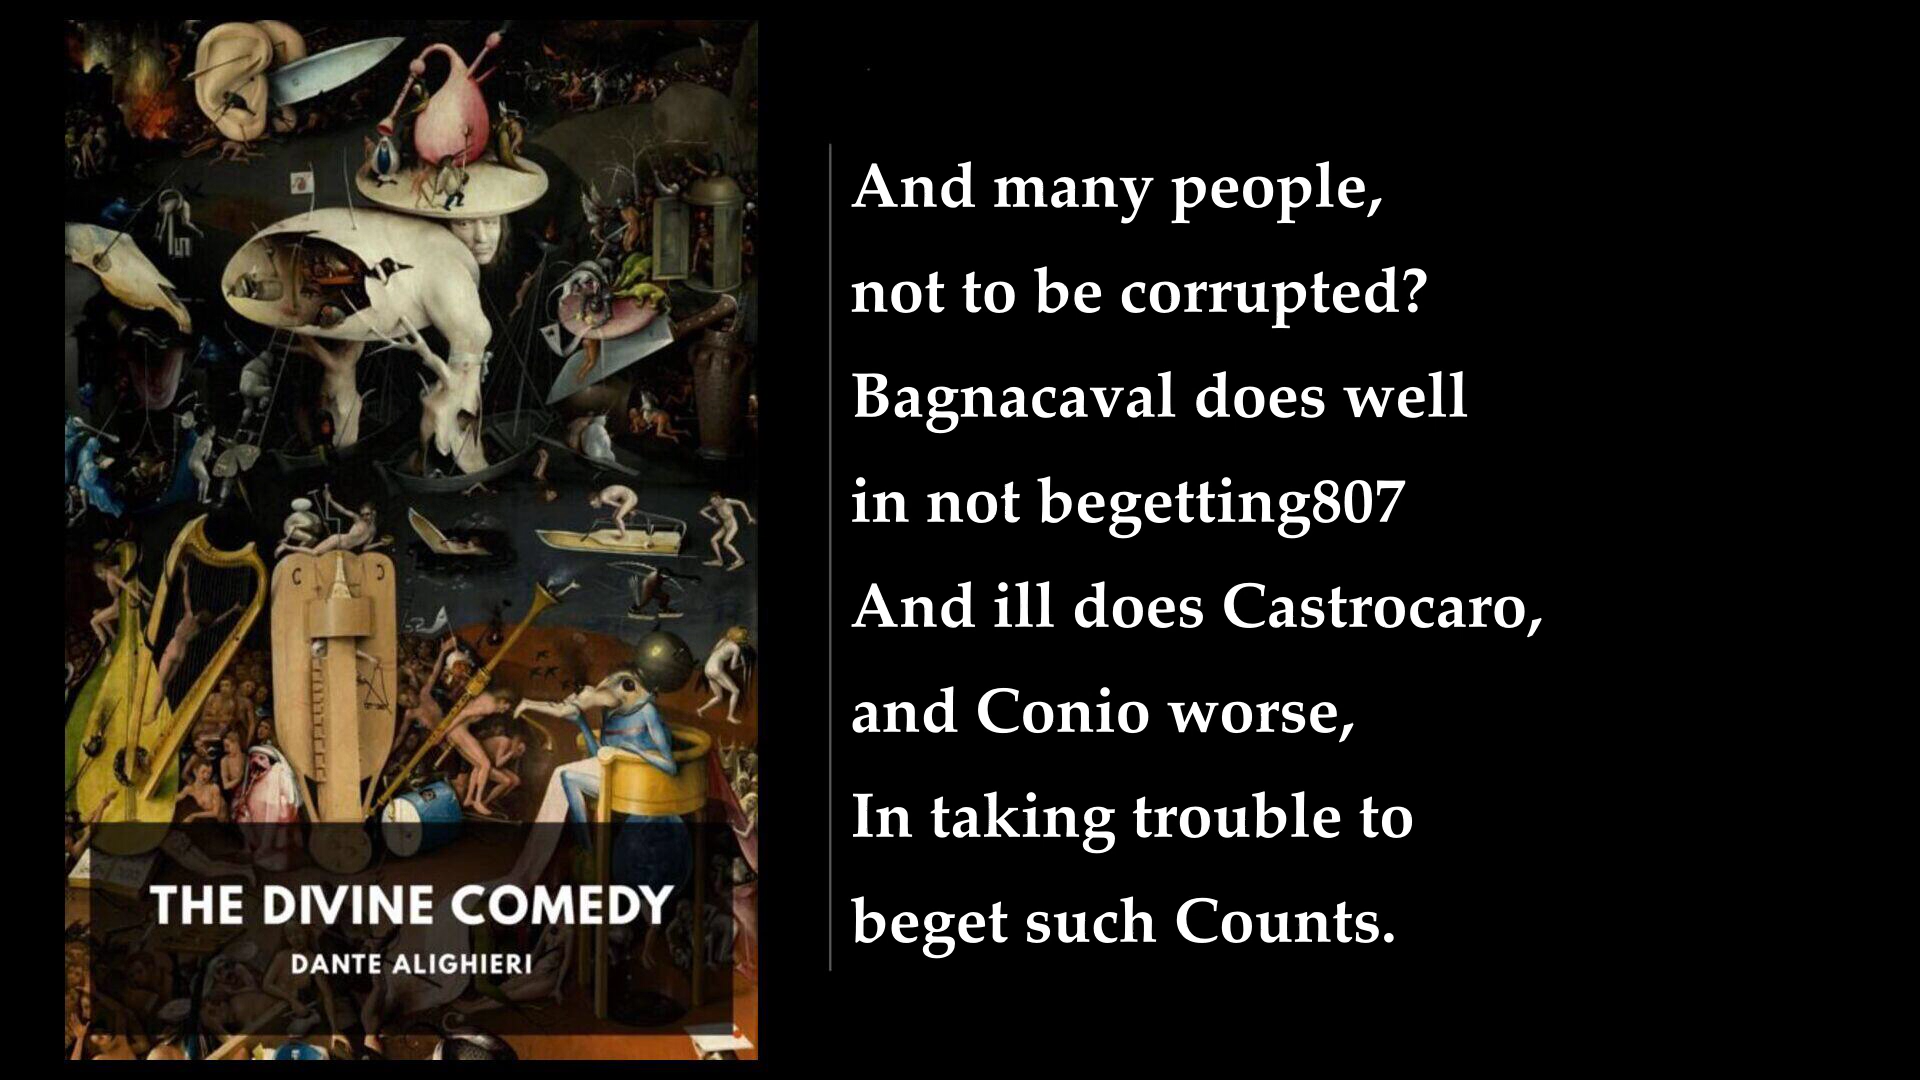 THE DIVINE COMEDY
DANTE ALIGHIERI
And many people,
not to be corrupted?
Bagnacaval does well
in not begetting807
And ill does Castrocaro,
and Conio worse,
In taking trouble to
beget such Counts.